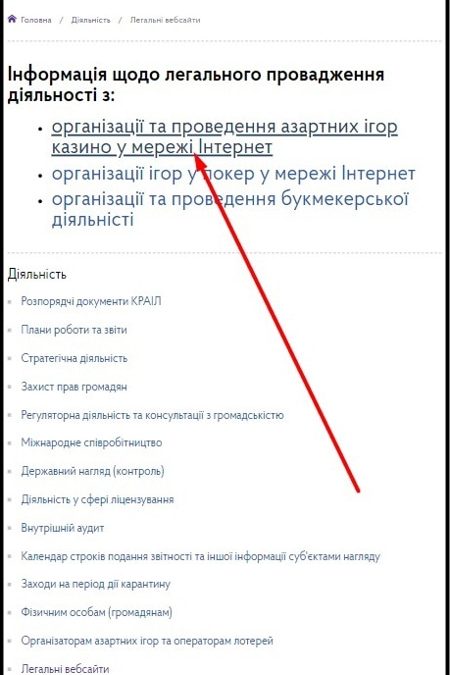 Головна / Діяльність / Легальні вебсайти
Інформація щодо легального провадження
діяльності з:
організації та проведення азартних ігор
казино у мережі Інтернет
організації ігор у покер у мережі Інтернет
організації та проведення букмекерської
діяльністі
Діяльність
Розпорядчі документи КРАІЛ
Плани роботи та звіти
Стратегічна діяльність
Захист прав громадян
Регуляторна діяльність та консультації з громадськістю
Міжнародне співробітництво
Державний нагляд (контроль)
Діяльність у сфері ліцензування
Внутрішній аудит
Календар строків подання звітності та іншої інформації суб'єктами нагляду
Заходи на період дії карантину
Фізичним особам (громадянам)
Організаторам азартних ігор та операторам лотерей
Легальні вебсайти